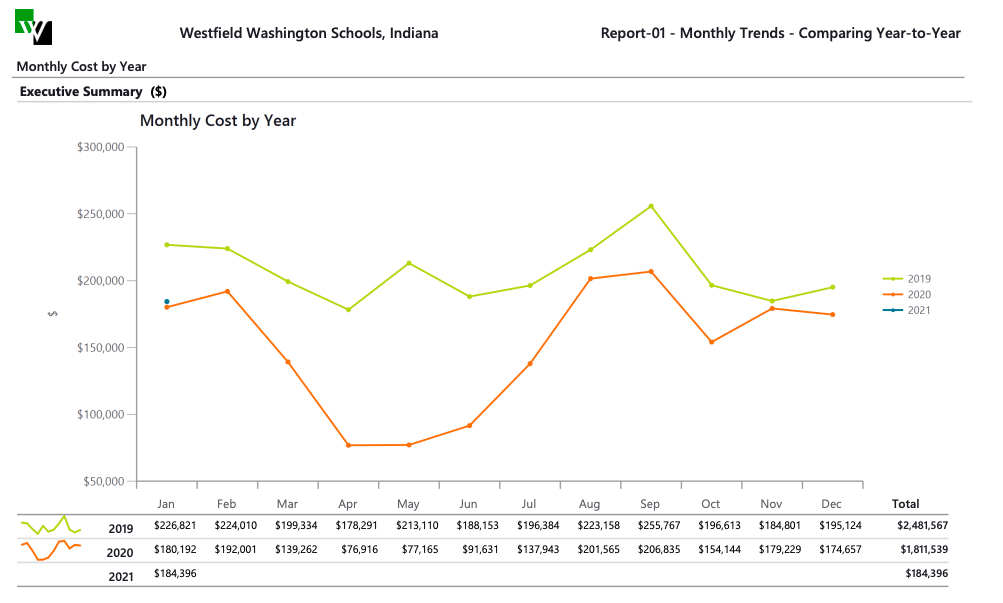 W
Westfield Washington Schools, Indiana
Report-01 - Monthly Trends - Comparing Year-to-Year
Monthly Cost by Year
Executive Summary ($)
Monthly Cost by Year
$300,000
$250,000
$200,000
$150,000
$100,000
$50,000
$
2019
2020
2021
Jan Feb Mar Apr May Jun Jul Aug Sep Oct Nov Dec Total
2019 $226,821 $224,010 $199,334 $178,291 $213,110 $188,153 $196,384 $223,158 $255,767 $196,613 $184,801 $195,124 $2,481,567
2020 $180,192 $192,001 $139,262 $76,916 $77,165 $91,631 $137,943 $201,565 $206,835 $154,144 $179,229 $174,657 $1,811,539
2021 $184,396 $184,396